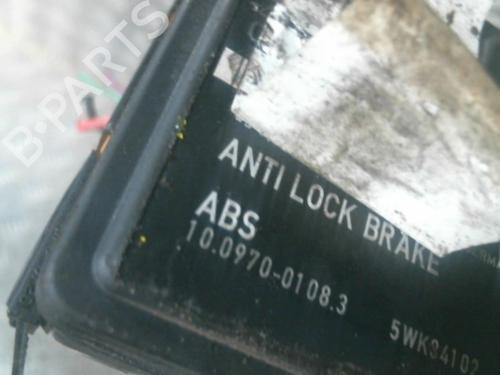 B-PARTS
ANTI LOCK BRAKE
ABS
10.0970-0108.3
5WK34102